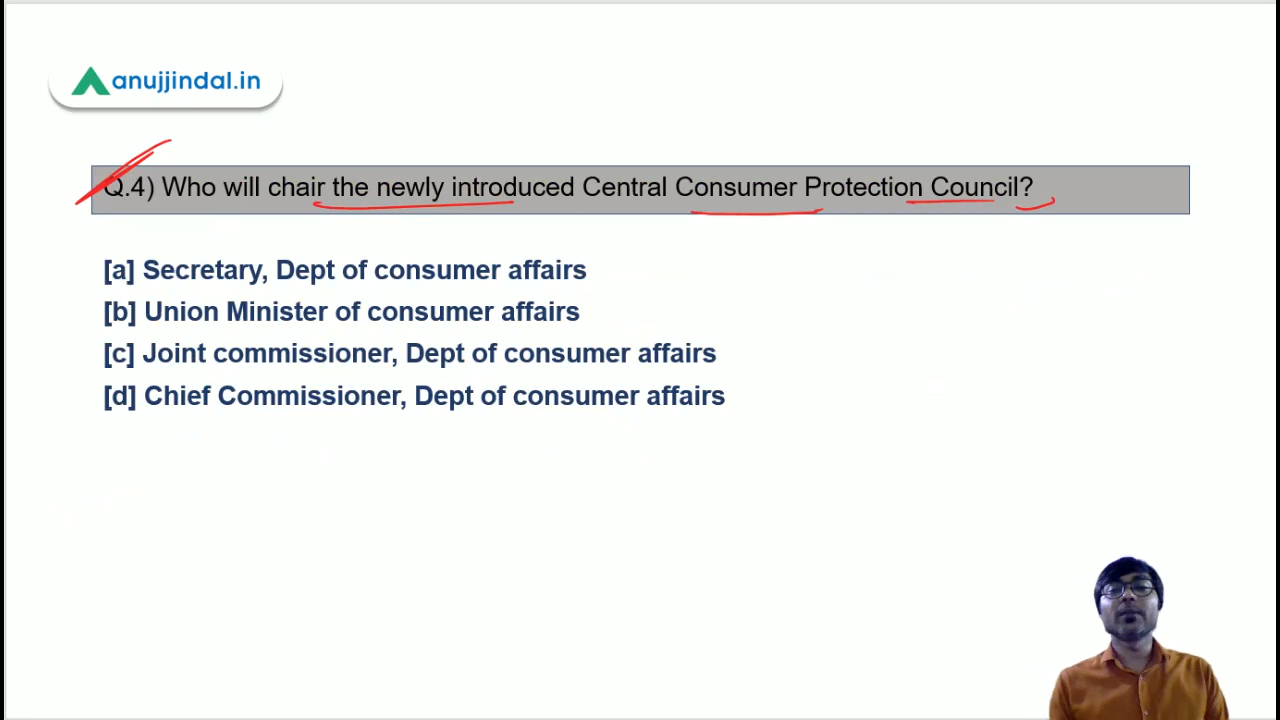 anujjindal.in
Q.4) Who will chair the newly introduced Central Consumer Protection Council?
[a] Secretary, Dept of consumer affairs
[b] Union Minister of consumer affairs
[c] Joint commissioner, Dept of consumer affairs
[d] Chief Commissioner, Dept of consumer affairs